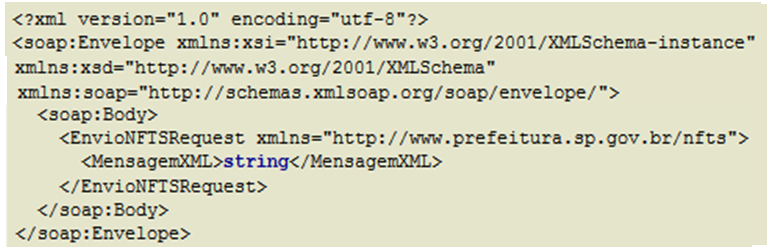 <?xml version="1.0" encoding="utf-8"?>
<soap:Envelope xmlns:xsi="http://www.w3.org/2001/XMLSchema-instance"
xmlns:xsd="http://www.w3.org/2001/XMLSchema"
xmlns:soap="http://schemas.xmlsoap.org/soap/envelope/">
  <soap:Body>
    <EnvioNFTSRequest xmlns="http://www.prefeitura.sp.gov.br/nfts">
      <MensagemXML>string</MensagemXML>
    </EnvioNFTSRequest>
  </soap:Body>
</soap:Envelope>